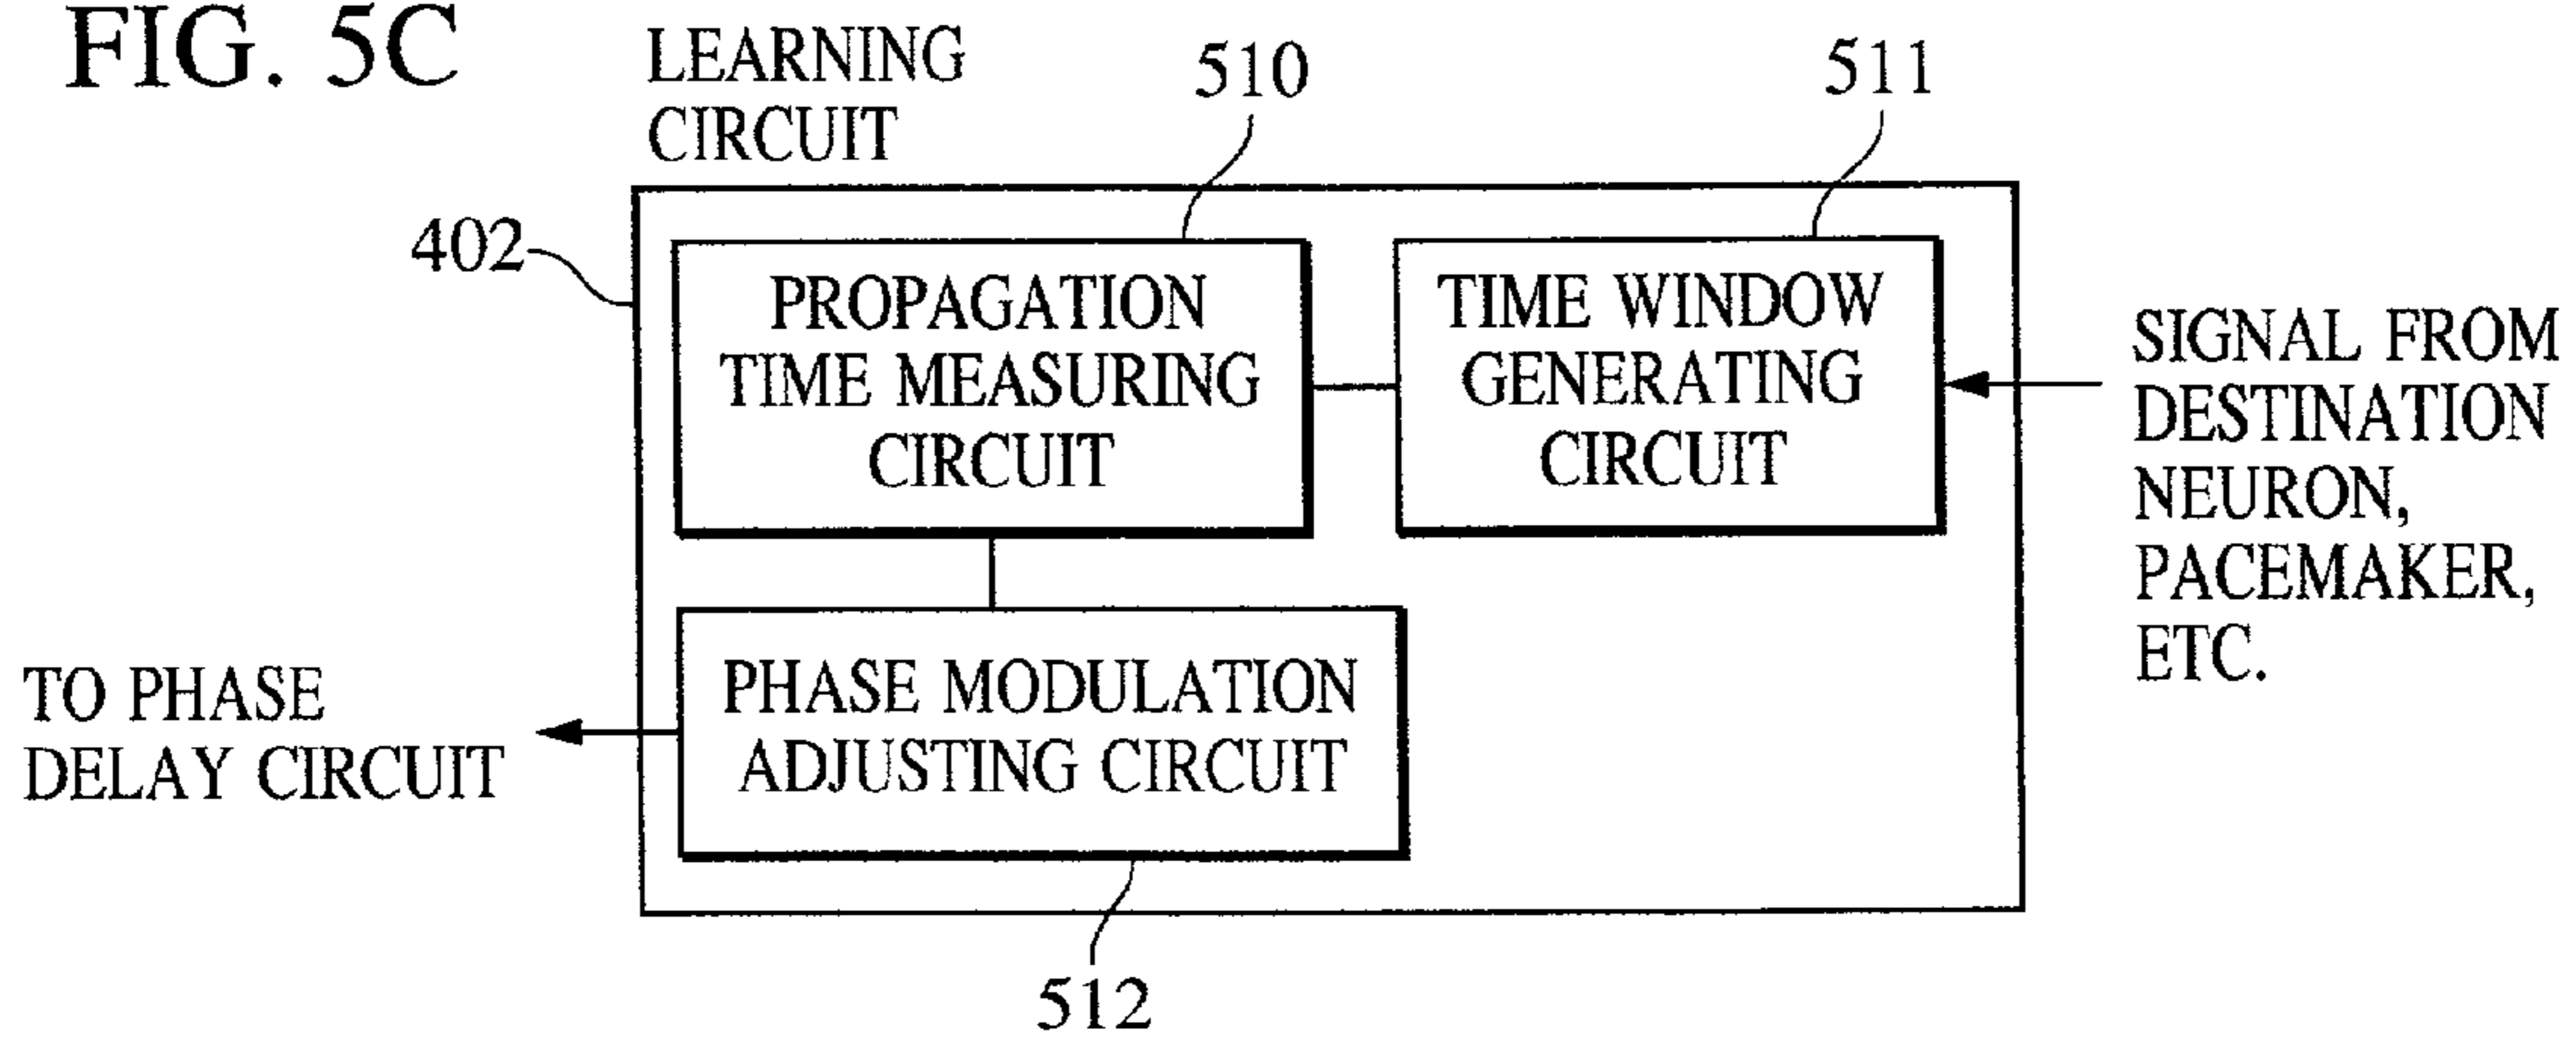 FIG. 5C
LEARNING
CIRCUIT
510
511
402
PROPAGATION
TIME MEASURING
CIRCUIT
TIME WINDOW
GENERATING
CIRCUIT
SIGNAL FROM
DESTINATION
NEURON,
PACEMAKER,
ETC.
TO PHASE
DELAY CIRCUIT
PHASE MODULATION
ADJUSTING CIRCUIT
512